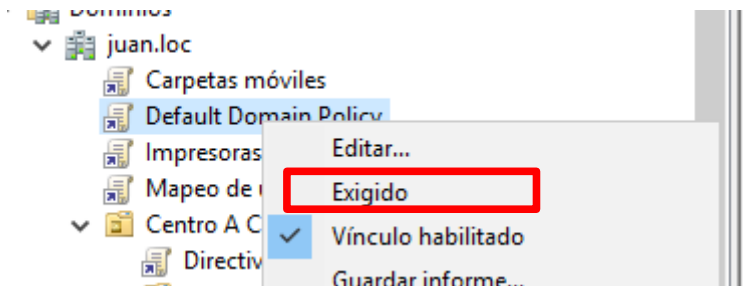 Dominios
juan.loc
Carpetas móviles
Default Domain Policy
Impresoras
Editar...
Mapeo de
Exigido
Centro A C
Vínculo habilitado
Directiv
Guardar informe...